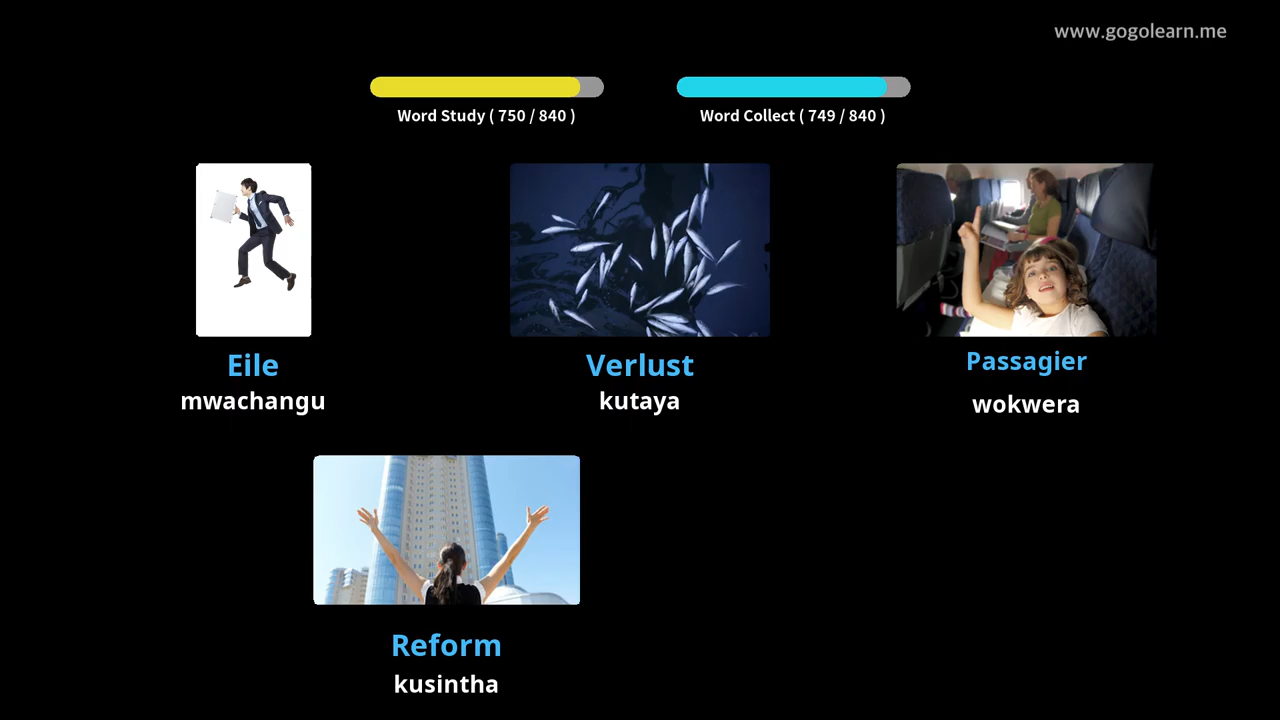 www.gogolearn.me
Word Study ( 750 / 840 )
Word Collect ( 749 / 840 )
Eile
mwachangu
Verlust
kutaya
Passagier
wokwera
Reform
kusintha